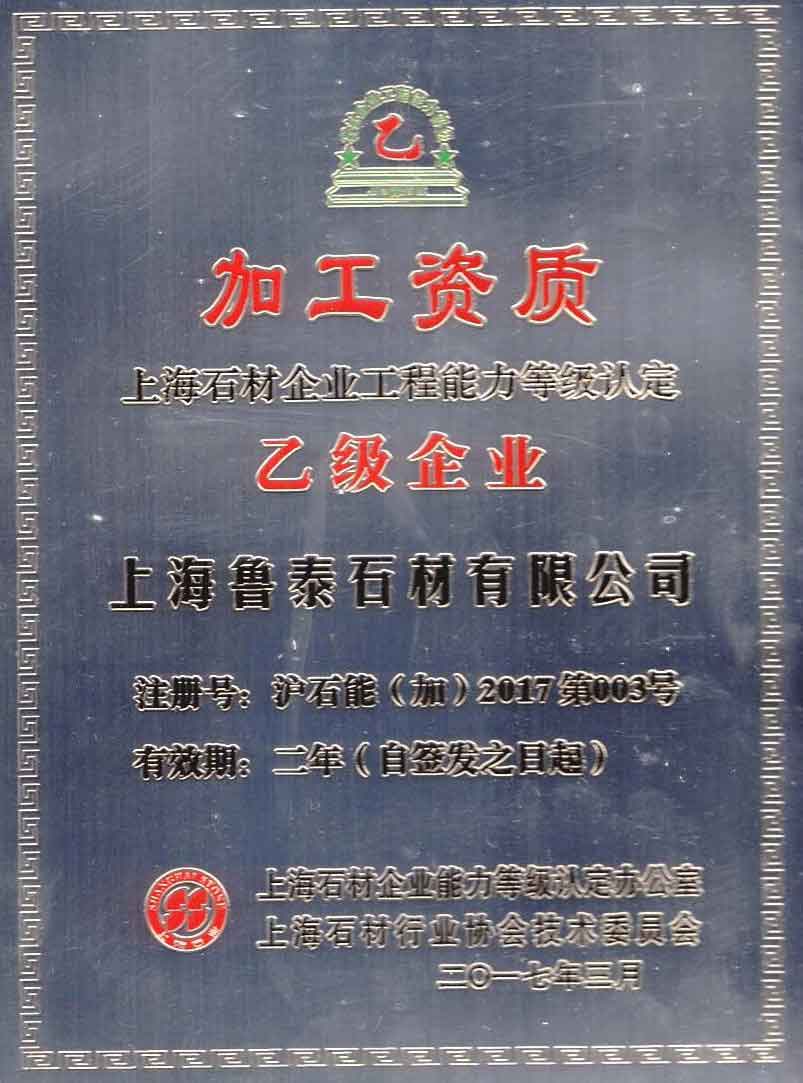 乙
加工资质
上海石材企业工程能力等级认定
乙级企业
上海鲁泰石材有限公司
注册号：沪石能（加）2017第003号
有效期：二年（自签发之日起）
SHANGHAI STONE
上海石材企业能力等级认定办公室
上海石材行业协会技术委员会
二〇一七年三月